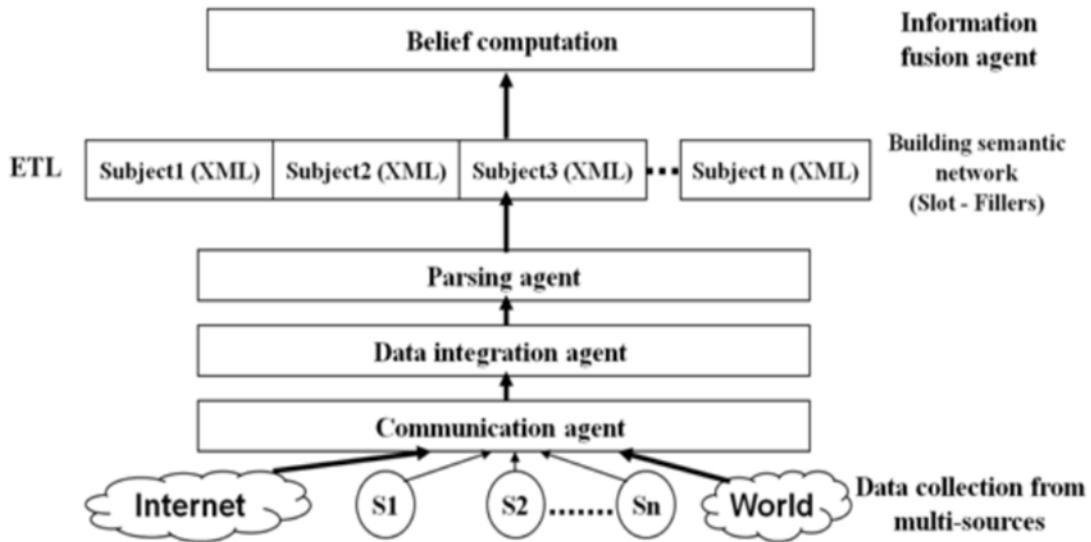 Belief computation
Information
fusion agent
ETL
Subject1 (XML)
Subject2 (XML)
Subject3 (XML)
Subject n (XML)
Building semantic
network
(Slot - Fillers)
Parsing agent
Data integration agent
Communication agent
Internet
S1
S2
Sn
World
Data collection from
multi-sources